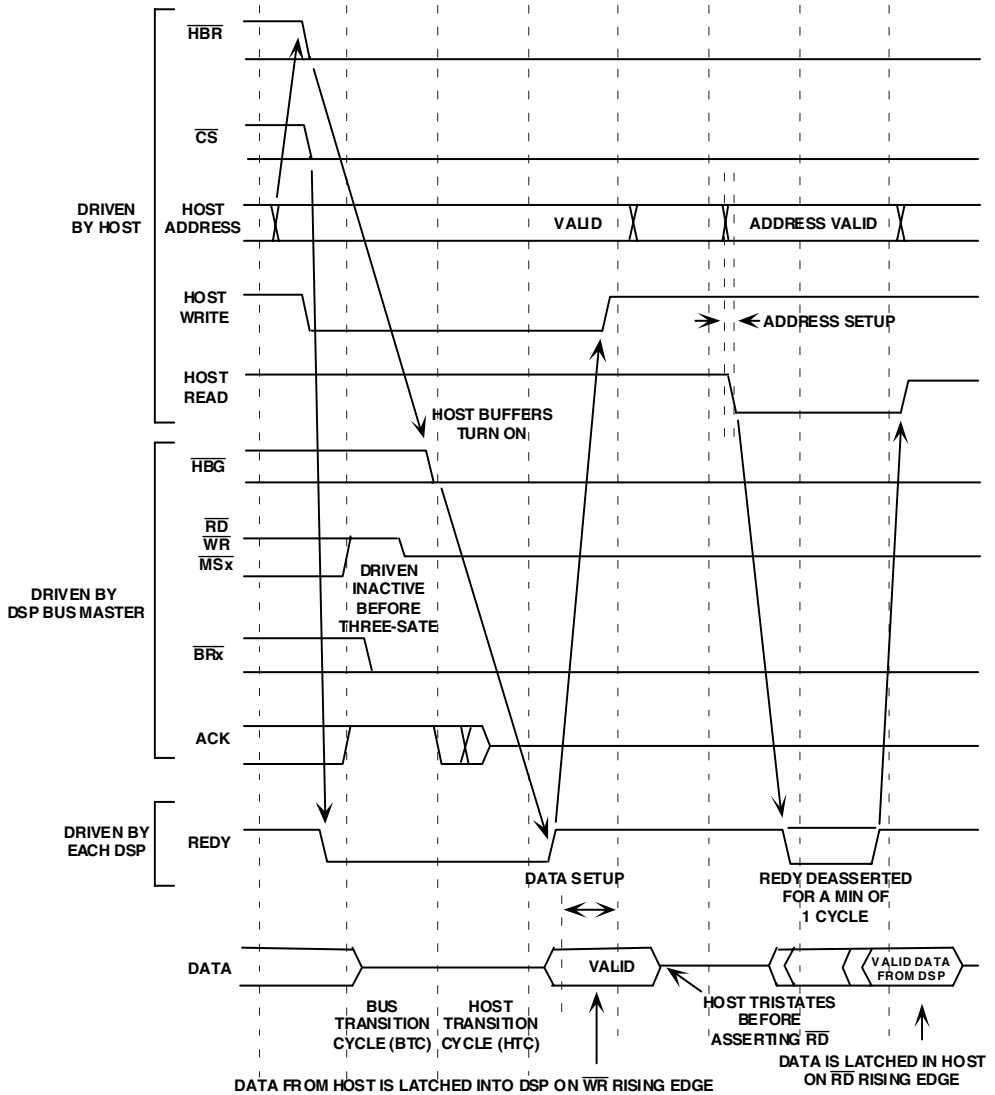 HBR
CS
DRIVEN
BY HOST
HOST
ADDRESS
VALID
ADDRESS VALID
HOST
WRITE
ADDRESS SETUP
HOST
READ
HOST BUFFERS
TURN ON
HBG
RD
WR
MSx
DRIVEN
INACTIVE
BEFORE
THREE-SATE
DRIVEN BY
DSP BUS MASTER
BRx
ACK
DRIVEN BY
EACH DSP
REDY
DATA SETUP
REDY DEASSERTED
FOR A MIN OF
1 CYCLE
DATA
VALID
VALID DATA
FROM DSP
BUS
TRANSITION
CYCLE (BTC)
HOST
TRANSITION
CYCLE (HTC)
HOST TRISTATES
BEFORE
ASSERTING RD
DATA IS LATCHED IN HOST
ON RD RISING EDGE
DATA FROM HOST IS LATCHED INTO DSP ON WR RISING EDGE